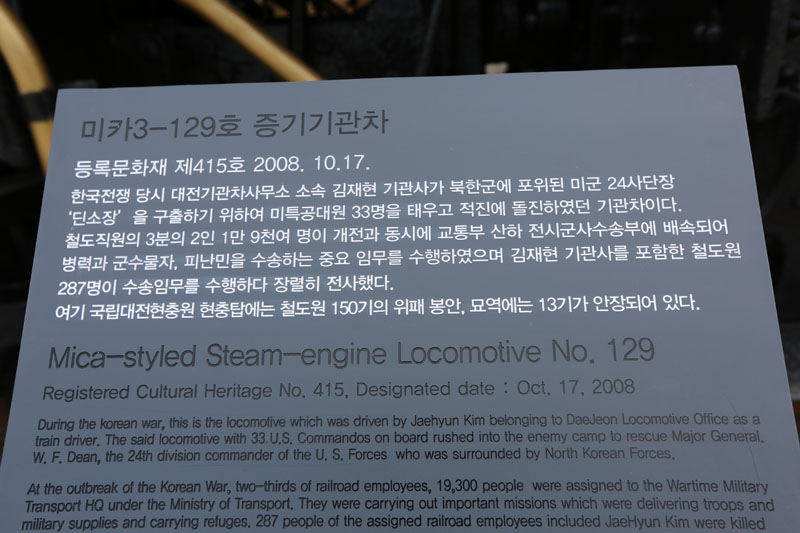 미카3-129호 증기기관차
등록문화재 제415호 2008. 10.17.
한국전쟁 당시 대전기관차사무소 소속 김재현 기관사가 북한군에 포위된 미군 24사단장
‘딘소장’을 구출하기 위하여 미특공대원 33명을 태우고 적진에 돌진하였던 기관차이다.
철도직원의 3분의 2인 1만 9천여 명이 개전과 동시에 교통부 산하 전시군사수송부에 배속되어
병력과 군수물자, 피난민을 수송하는 중요 임무를 수행하였으며 김재현 기관사를 포함한 철도원
287명이 수송임무를 수행하다 장렬히 전사했다.
여기 국립대전현충원 현충탑에는 철도원 150기의 위패 봉안, 묘역에는 13기가 안장되어 있다.
Mica-styled Steam-engine Locomotive No. 129
Registered Cultural Heritage No. 415, Designated date : Oct. 17, 2008
During the korean war, this is the locomotive which was driven by Jaehyun Kim belonging to DaeJeon Locomotive Office as a
train driver. The said locomotive with 33 U.S. Commandos on board rushed into the enemy camp to rescue Major General.
W. F. Dean, the 24th division commander of the U. S. Forces who was surrounded by North Korean Forces.
At the outbreak of the Korean War, two-thirds of railroad employees, 19,300 people were assigned to the Wartime Military
Transport HQ under the Ministry of Transport. They were carrying out important missions which were delivering troops and
military supplies and carrying refuges. 287 people of the assigned railroad employees included JaeHyun Kim were killed